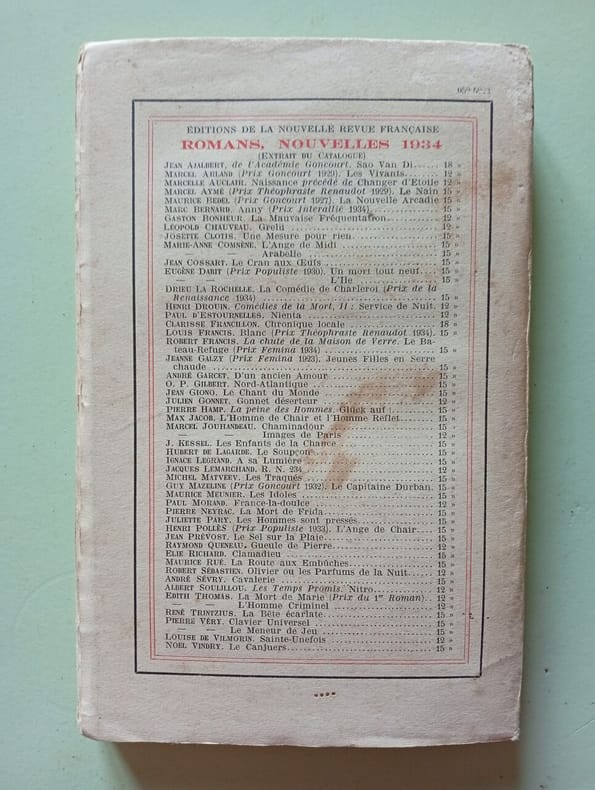 ÉDITIONS DE LA NOUVELLE REVUE FRANÇAISE
ROMANS, NOUVELLES 1934
(EXTRAIT DU CATALOGUE)
JEAN AJALBERT, de l'Académie Goncourt. Sao Van Di..... 18 »
MARCEL ARLAND (Prix Goncourt 1929). Les Vivants..... 12 »
MARCELLE AUCLAIR. Naissance précédé de Changer d'Etoile 12 »
MARCEL AYMÉ (Prix Théophraste Renaudot 1929). Le Nain 15 »
MAURICE BEDEL (Prix Goncourt 1927). La Nouvelle Arcadie 15 »
MARC BERNARD. Anny (Prix Interallié 1934)..... 15 »
GASTON BONHEUR. La Mauvaise Fréquentation..... 12 »
LÉOPOLD CHAUVEAU. Grelu ..... 12 »
JOSETTE CLOTIS. Une Mesure pour rien..... 15 »
MARIE-ANNE COMNÈNE. L'Ange de Midi ..... 15 »
— — Arabelle ..... 15 »
JEAN COSSART. Le Cran aux Œufs..... 15 »
EUGÈNE DABIT (Prix Populiste 1930). Un mort tout neuf.... 15 »
— — L'Ile ..... 15 »
DRIEU LA ROCHELLE. La Comédie de Charleroi (Prix de la
Renaissance 1934) ..... 15 »
HENRI DROUIN. Comédies de la Mort, II : Service de Nuit. 12 »
PAUL D'ESTOURNELLES. Nienta ..... 12 »
CLARISSE FRANCILLON. Chronique locale ..... 18 »
LOUIS FRANCIS. Blanc (Prix Théophraste Renaudot 1934). 15 »
ROBERT FRANCIS. La chute de la Maison de Verre. Le Ba-
teau-Refuge (Prix Femina 1934) ..... 15 »
JEANNE GALZY (Prix Femina 1923). Jeunes Filles en Serre
chaude ..... 15 »
ANDRÉ GARCET. D'un ancien Amour ..... 15 »
O. P. GILBERT. Nord-Atlantique ..... 15 »
JEAN GIONO. Le Chant du Monde ..... 15 »
JULIEN GONNET. Gonnet déserteur ..... 12 »
PIERRE HAMP. La peine des Hommes. Glück auf !..... 15 »
MAX JACOB. L'Homme de Chair et l'Homme Reflet..... 15 »
MARCEL JOUHANDEAU. Chaminadour ..... 15 »
— — Images de Paris ..... 12 »
J. KESSEL. Les Enfants de la Chance ..... 15 »
HUBERT DE LAGARDE. Le Soupçon ..... 15 »
IGNACE LEGRAND. A sa Lumière ..... 15 »
JACQUES LEMARCHAND. R. N. 234 ..... 12 »
MICHEL MATVEEV. Les Traqués ..... 15 »
GUY MAZELINE (Prix Goncourt 1932). Le Capitaine Durban. 15 »
MAURICE MEUNIER. Les Idoles ..... 15 »
PAUL MORAND. France-la-doulce ..... 12 »
PIERRE NEYRAC. La Mort de Frida..... 15 »
JULIETTE PARY. Les Hommes sont pressés..... 15 »
HENRI POLLÈS (Prix Populiste 1933). L'Ange de Chair.... 15 »
JEAN PRÉVOST. Le Sel sur la Plaie..... 15 »
RAYMOND QUENEAU. Gueule de Pierre..... 12 »
ELIE RICHARD. Clamadieu ..... 15 »
MAURICE RUÉ. La Route aux Embûches..... 15 »
ROBERT SÉBASTIEN. Olivier ou les Parfums de la Nuit..... 12 »
ANDRÉ SÉVRY. Cavalerie ..... 15 »
ALBERT SOULILLOU. Les Temps Promis. Nitro..... 12 »
EDITH THOMAS. La Mort de Marie (Prix du 1er Roman).. 12 »
— — L'Homme Criminel ..... 12 »
RENÉ TRINTZIUS. La Bête écarlate ..... 15 »
PIERRE VÉRY. Clavier Universel ..... 15 »
— — Le Meneur de Jeu ..... 15 »
LOUISE DE VILMORIN. Sainte-Unefois ..... 12 »
NOËL VINDRY. Le Canjuers..... 15 »